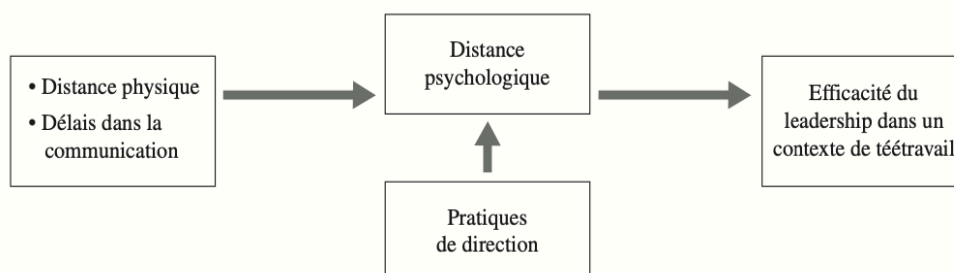 • Distance physique
• Délais dans la
communication
Distance
psychologique
Pratiques
de direction
Efficacité du
leadership dans un
contexte de téétravail